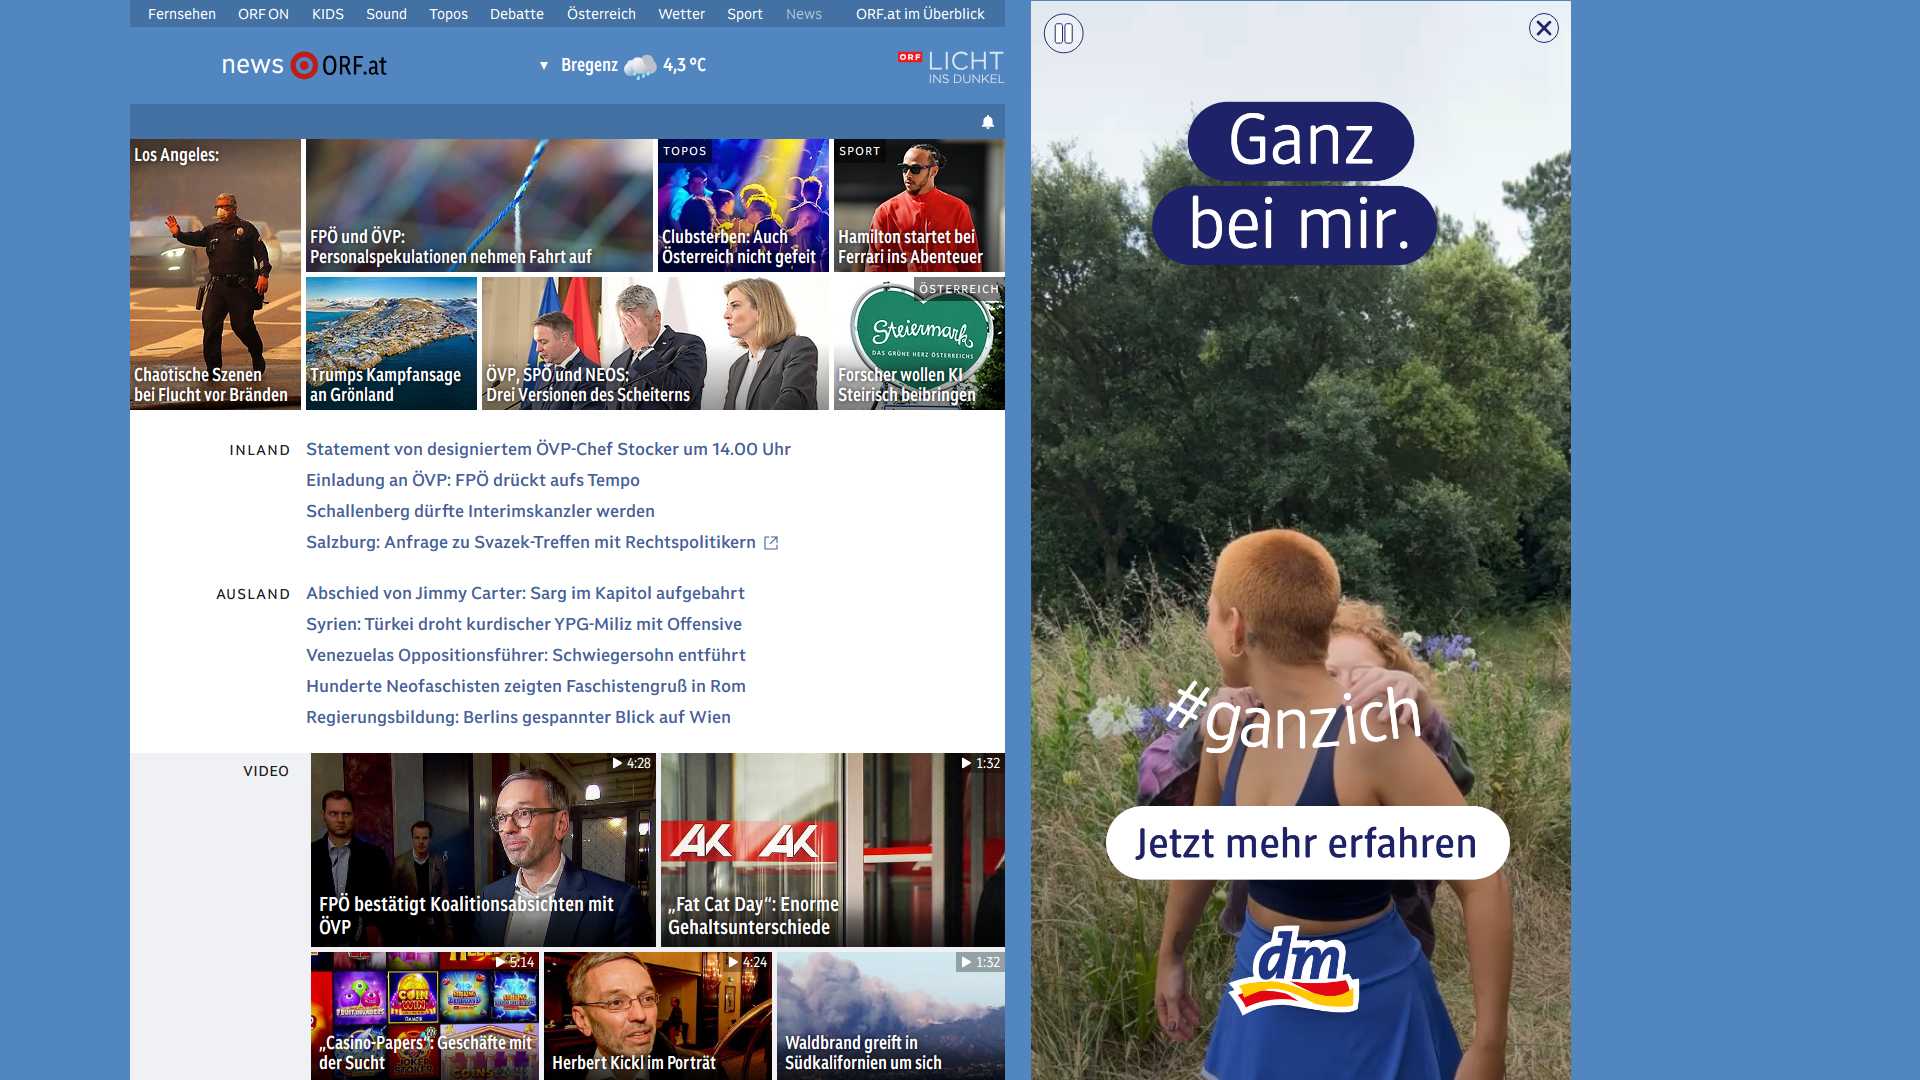 Fernsehen ORF ON KIDS Sound Topos Debatte Österreich Wetter Sport News ORF.at im Überblick
news ORF.at
Bregenz 4,3 °C
ORF LICHT
INS DUNKEL
Los Angeles:
Chaotische Szenen
bei Flucht vor Bränden
FPÖ und ÖVP:
Personalspekulationen nehmen Fahrt auf
TOPOS
Clubsterben: Auch
Österreich nicht gefeit
SPORT
Hamilton startet bei
Ferrari ins Abenteuer
Trumps Kampfansage
an Grönland
ÖVP, SPÖ und NEOS:
Drei Versionen des Scheiterns
ÖSTERREICH
Steiermark
DAS GRÜNE HERZ ÖSTERREICHS
Forscher wollen KI
Steirisch beibringen
INLAND
Statement von designiertem ÖVP-Chef Stocker um 14.00 Uhr
Einladung an ÖVP: FPÖ drückt aufs Tempo
Schallenberg dürfte Interimskanzler werden
Salzburg: Anfrage zu Svazek-Treffen mit Rechtspolitikern
AUSLAND
Abschied von Jimmy Carter: Sarg im Kapitol aufgebahrt
Syrien: Türkei droht kurdischer YPG-Miliz mit Offensive
Venezuelas Oppositionsführer: Schwiegersohn entführt
Hunderte Neofaschisten zeigten Faschistengruß in Rom
Regierungsbildung: Berlins gespannter Blick auf Wien
VIDEO
4:28
FPÖ bestätigt Koalitionsabsichten mit
ÖVP
1:32
AK AK
„Fat Cat Day“: Enorme
Gehaltsunterschiede
5:14
COIN
WIN
„Casino-Papers“: Geschäfte mit
der Sucht
JOKER
STOKER
4:24
Herbert Kickl im Porträt
1:32
Waldbrand greift in
Südkalifornien um sich
Ganz
bei mir.
#ganzich
Jetzt mehr erfahren
dm